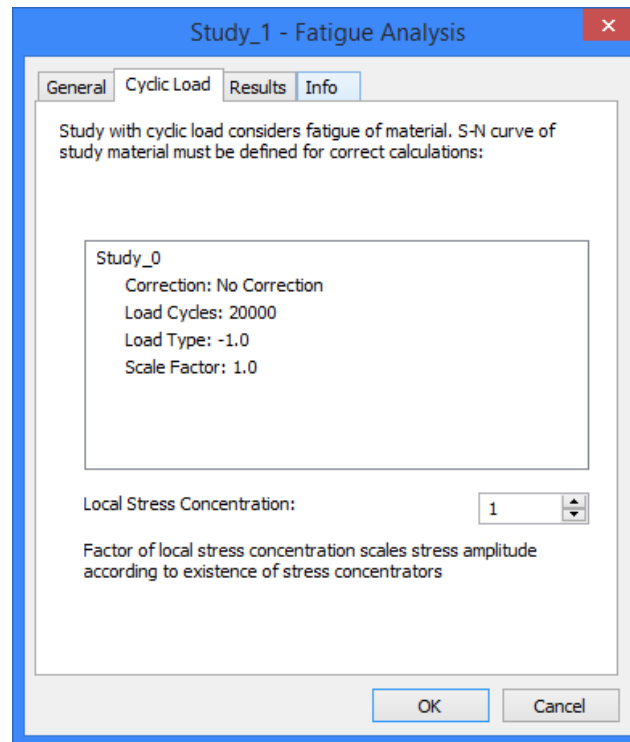 Study_1 - Fatigue Analysis
General Cyclic Load Results Info
Study with cyclic load considers fatigue of material. S-N curve of
study material must be defined for correct calculations:
Study_0
Correction: No Correction
Load Cycles: 20000
Load Type: -1.0
Scale Factor: 1.0
Local Stress Concentration: 1
Factor of local stress concentration scales stress amplitude
according to existence of stress concentrators
OK Cancel